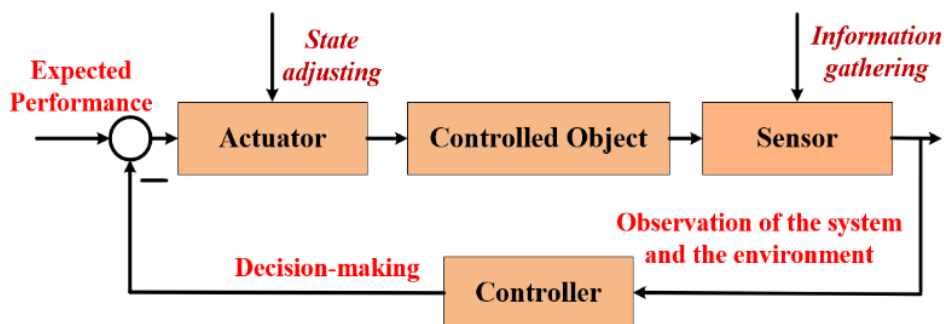 State
adjusting
Information
gathering
Expected
Performance
Actuator
Controlled Object
Sensor
Observation of the system
and the environment
Decision-making
Controller